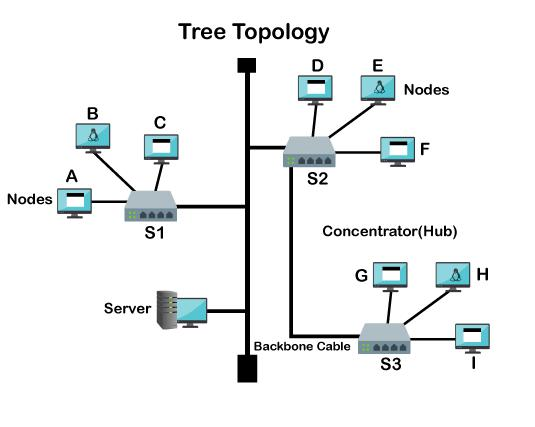 Tree Topology
D
E
Nodes
B
C
F
A
S2
Nodes
S1
Concentrator(Hub)
G
H
Server
Backbone Cable
S3
I